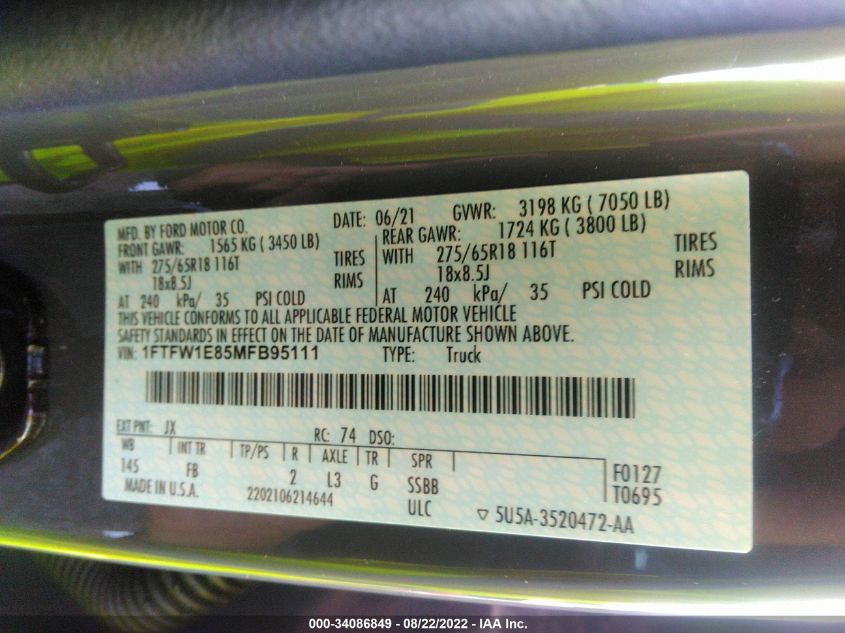 MFD. BY FORD MOTOR CO. DATE: 06/21 GVWR: 3198 KG ( 7050 LB)
FRONT GAWR: 1565 KG ( 3450 LB) REAR GAWR: 1724 KG ( 3800 LB)
WITH 275/65R18 116T TIRES WITH 275/65R18 116T TIRES
18x8.5J RIMS 18x8.5J RIMS
AT 240 kPa/ 35 PSI COLD AT 240 kPa/ 35 PSI COLD
THIS VEHICLE CONFORMS TO ALL APPLICABLE FEDERAL MOTOR VEHICLE
SAFETY STANDARDS IN EFFECT ON THE DATE OF MANUFACTURE SHOWN ABOVE.
VIN: 1FTFW1E85MFB95111 TYPE: Truck
EXT PNT: JX RC: 74 DSO:
WB INT TR TP/PS R AXLE TR SPR
145 FB 2 L3 G SSBB F0127
MADE IN U.S.A. 2202106214644 ULC T0695
▽ 5U5A-3520472-AA
000-34086849 - 08/22/2022 - IAA Inc.